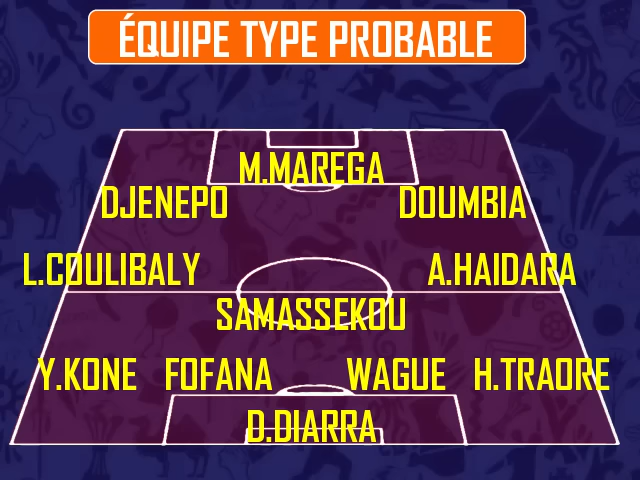 ÉQUIPE TYPE PROBABLE
M.MAREGA
DJENEPO DOUMBIA
L.COULIBALY A.HAIDARA
SAMASSEKOU
Y.KONE FOFANA WAGUE H.TRAORE
D.DIARRA